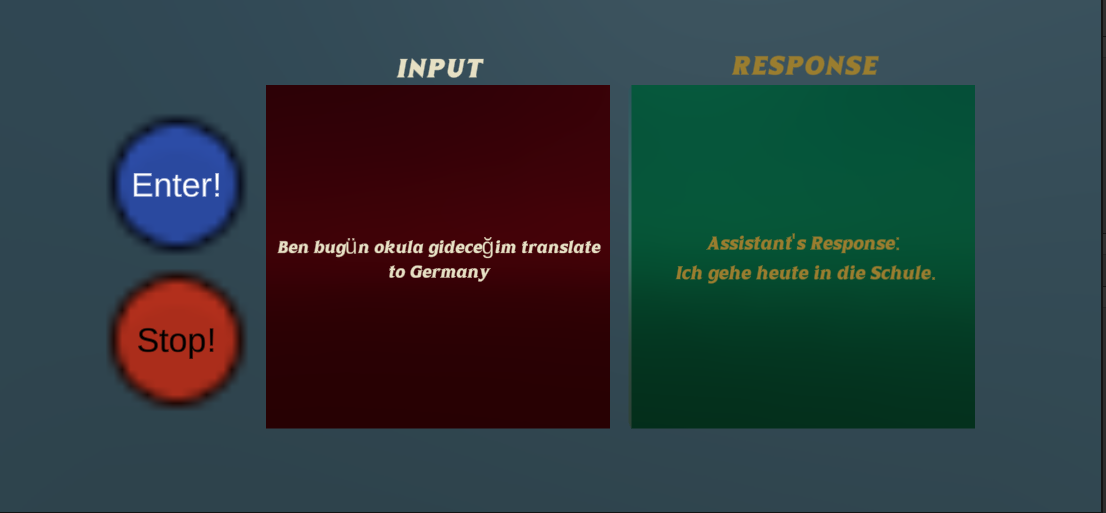 INPUT
RESPONSE
Enter!
Ben bugün okula gideceğim translate
to Germany
Assistant's Response:
Ich gehe heute in die Schule.
Stop!